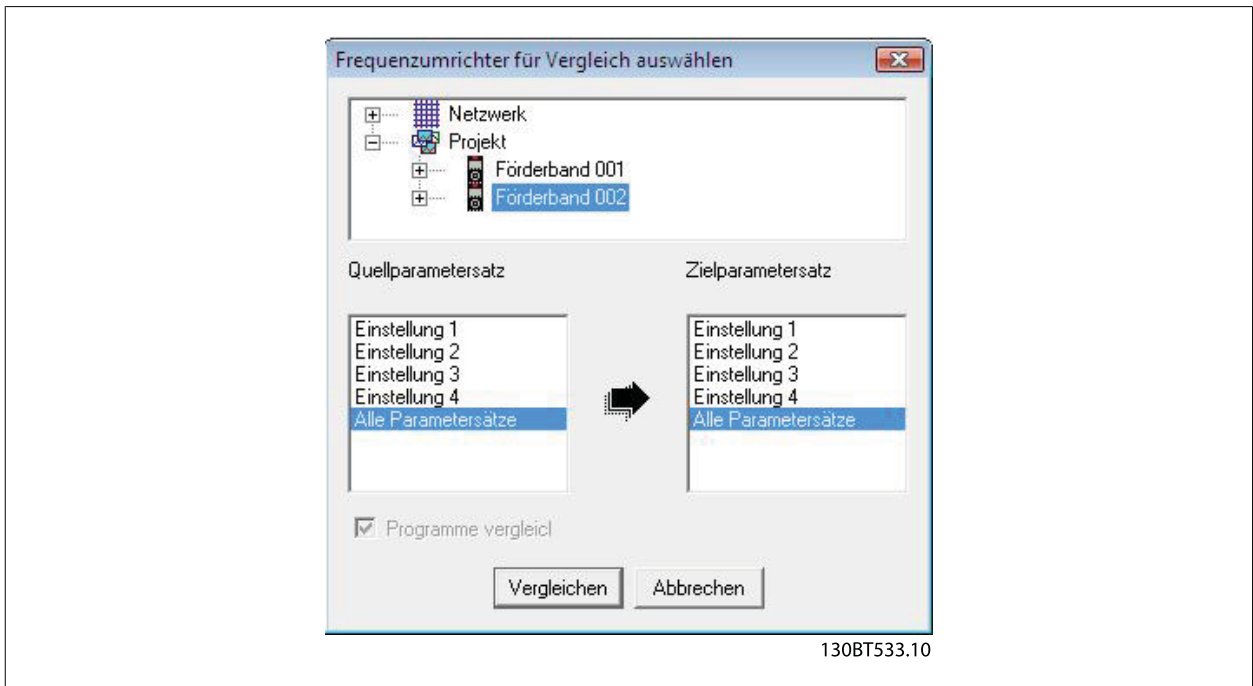 Frequenzumrichter für Vergleich auswählen
Netzwerk
Projekt
Förderband 001
Förderband 002
Quellparametersatz
Zielparametersatz
Einstellung 1
Einstellung 2
Einstellung 3
Einstellung 4
Alle Parametersätze
Einstellung 1
Einstellung 2
Einstellung 3
Einstellung 4
Alle Parametersätze
Programme vergleicl
Vergleichen
Abbrechen
130BT533.10